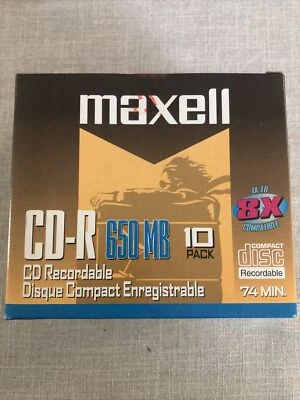 maxell
1X TO
8X
COMPATIBLE
CD-R 650 MB 10
PACK
CD Recordable
Disque Compact Enregistrable
COMPACT
disc
Recordable
74 MIN.